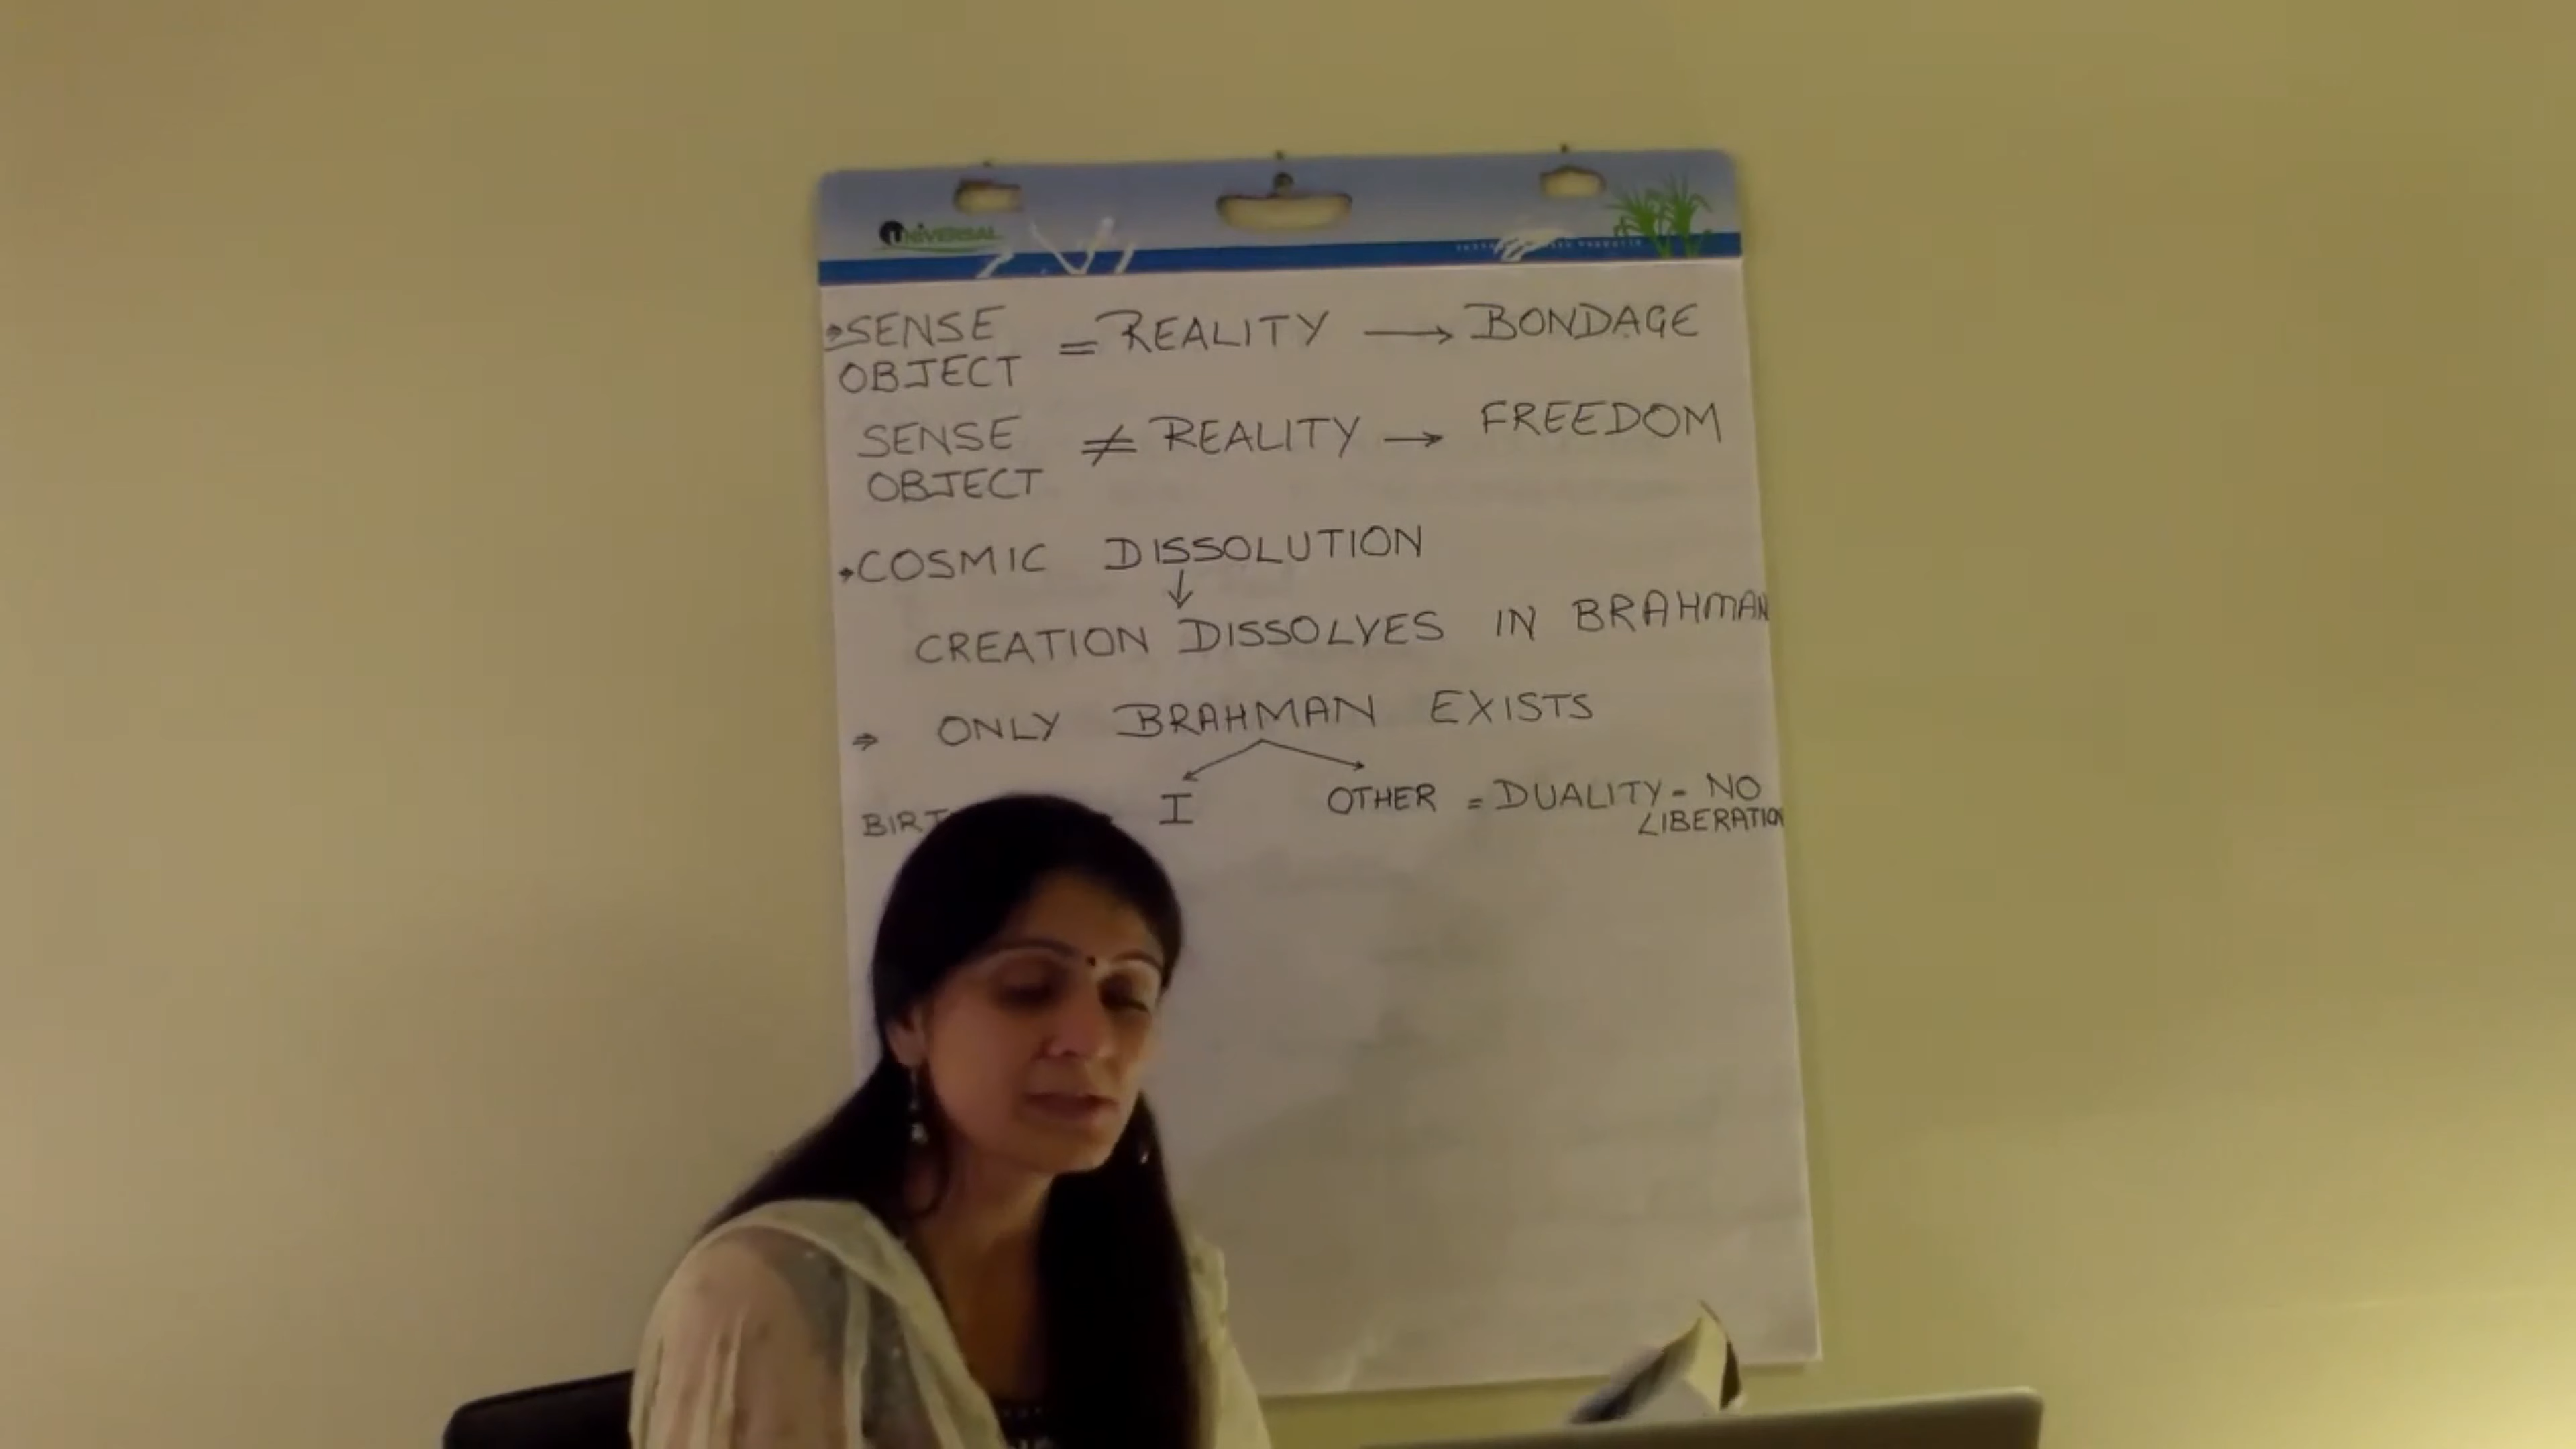 UNIVERSAL
SENSE OBJECT = REALITY → BONDAGE
SENSE OBJECT ≠ REALITY → FREEDOM
COSMIC DISSOLUTION
↓
CREATION DISSOLVES IN BRAHMAN
⇒ ONLY BRAHMAN EXISTS
I OTHER = DUALITY - NO LIBERATION